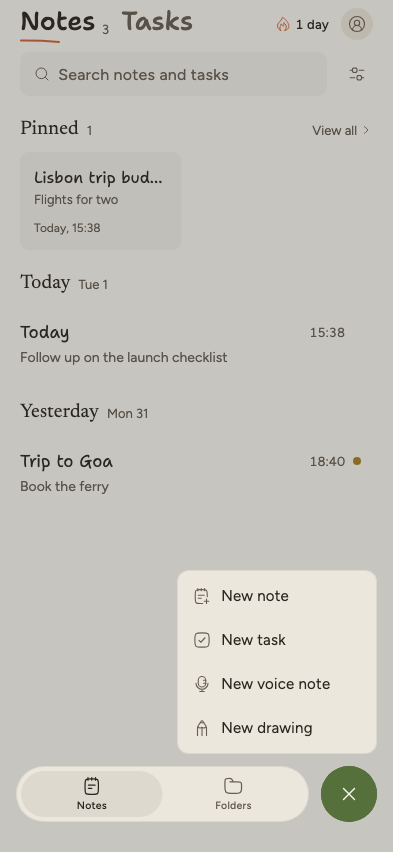 Notes 3 Tasks
1 day
Search notes and tasks
Pinned 1
View all
Lisbon trip bud...
Flights for two
Today, 15:38
Today Tue 1
Today 15:38
Follow up on the launch checklist
Yesterday Mon 31
Trip to Goa 18:40
Book the ferry
New note
New task
New voice note
New drawing
Notes
Folders